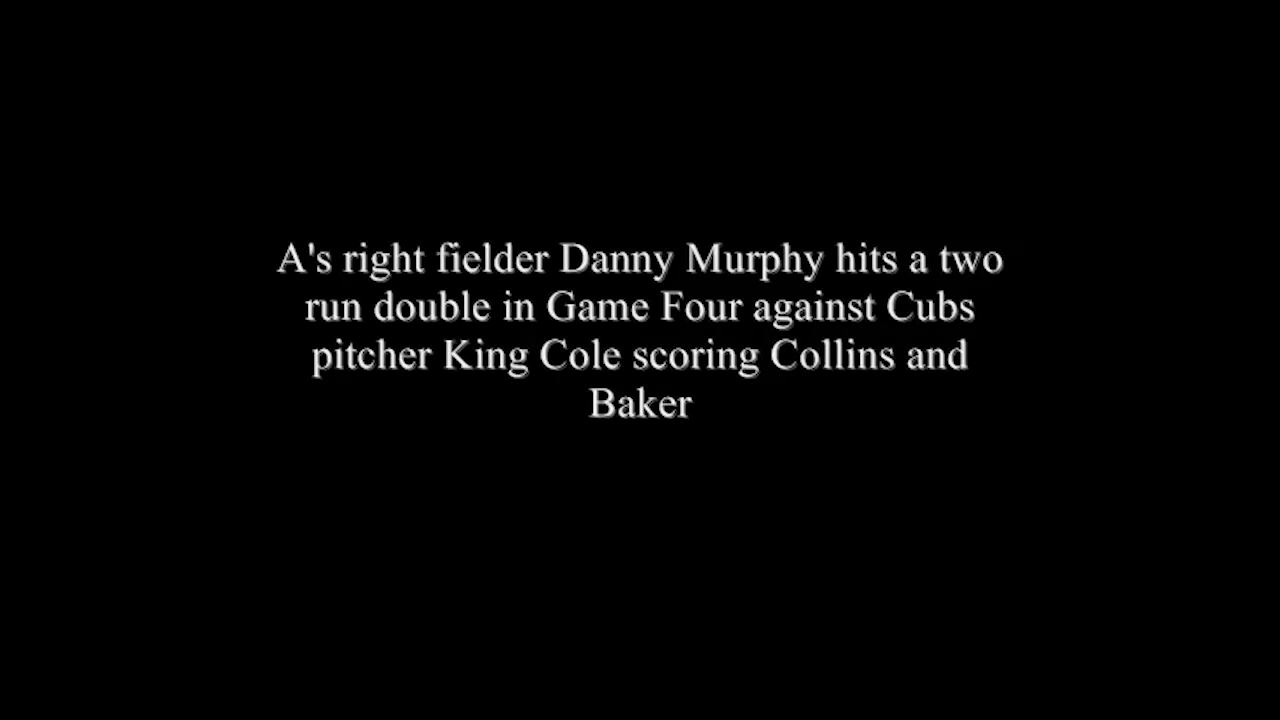 A's right fielder Danny Murphy hits a two
run double in Game Four against Cubs
pitcher King Cole scoring Collins and
Baker